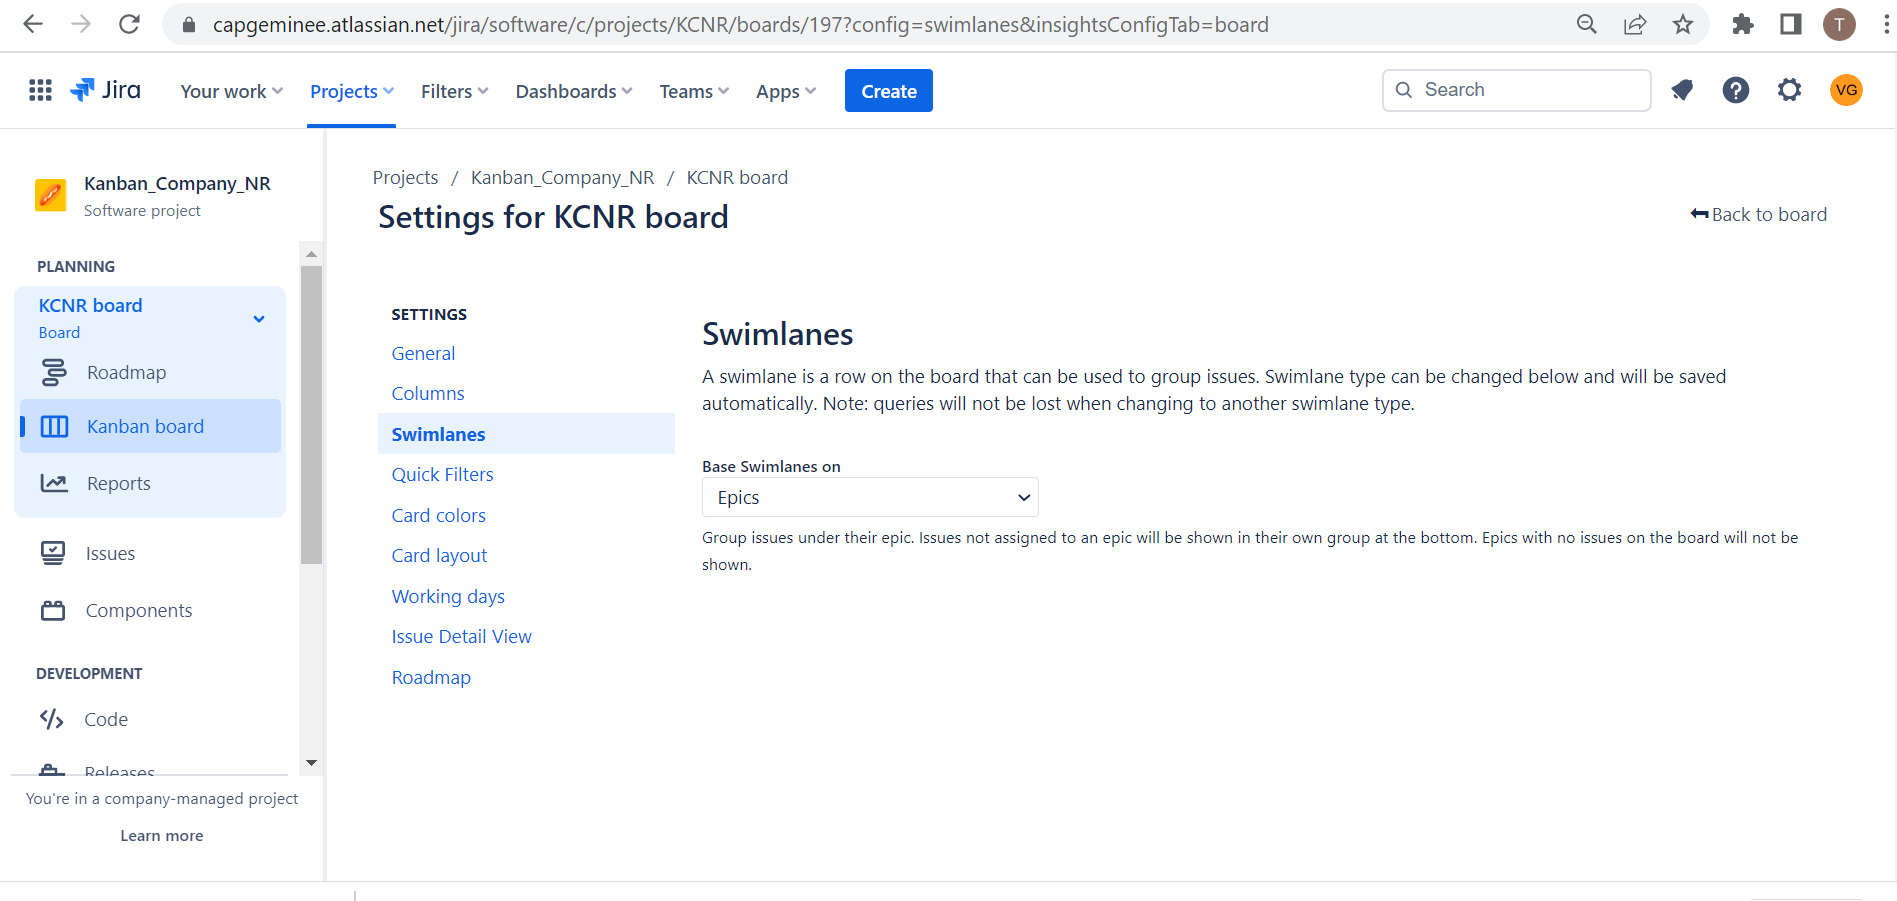 capgeminee.atlassian.net/jira/software/c/projects/KCNR/boards/197?config=swimlanes&insightsConfigTab=board
T
Jira
Your work
Projects
Filters
Dashboards
Teams
Apps
Create
Search
?
VG
Kanban_Company_NR
Software project
PLANNING
KCNR board
Board
Roadmap
Kanban board
Reports
Issues
Components
DEVELOPMENT
Code
Releases
You're in a company-managed project
Learn more
Projects / Kanban_Company_NR / KCNR board
Settings for KCNR board
Back to board
SETTINGS
General
Columns
Swimlanes
Quick Filters
Card colors
Card layout
Working days
Issue Detail View
Roadmap
Swimlanes
A swimlane is a row on the board that can be used to group issues. Swimlane type can be changed below and will be saved
automatically. Note: queries will not be lost when changing to another swimlane type.
Base Swimlanes on
Epics
Group issues under their epic. Issues not assigned to an epic will be shown in their own group at the bottom. Epics with no issues on the board will not be
shown.